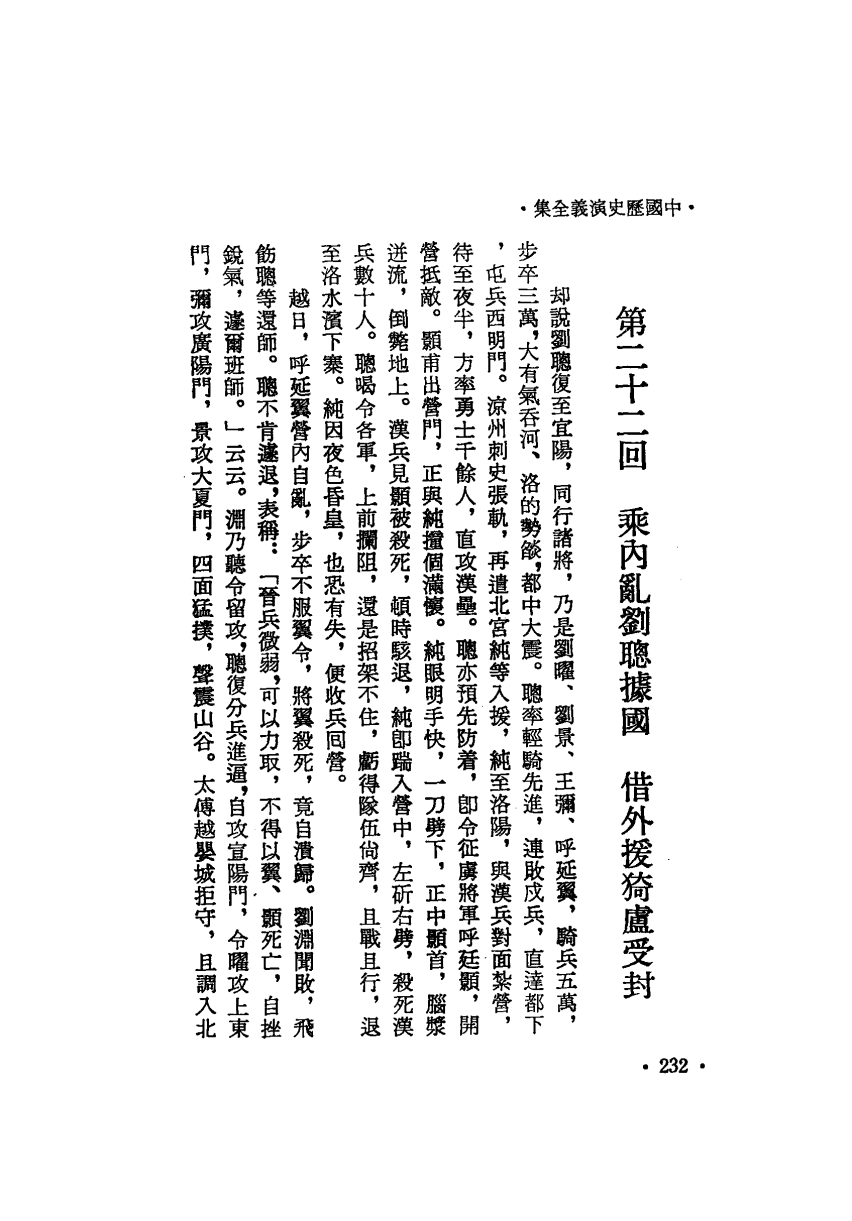 ·中國歷史演義全集·
第二十二回　乘內亂劉聰據國　借外援猗盧受封
却說劉聰復至宜陽，同行諸將，乃是劉曜、劉景、王彌、呼延翼，騎兵五萬，
步卒三萬，大有氣吞河、洛的勢燄，都中大震。聰率輕騎先進，連敗戍兵，直達都下
，屯兵西明門。涼州刺史張軌，再遣北宮純等入援，純至洛陽，與漢兵對面紮營，
待至夜半，方率勇士千餘人，直攻漢壘。聰亦預先防着，卽令征虜將軍呼廷顥，開
營抵敵。顥甫出營門，正與純撞個滿懷。純眼明手快，一刀劈下，正中顥首，腦漿
迸流，倒斃地上。漢兵見顥被殺死，頓時駭退，純卽踹入營中，左斫右劈，殺死漢
兵數十人。聰喝令各軍，上前攔阻，還是招架不住，虧得隊伍尙齊，且戰且行，退
至洛水濱下寨。純因夜色昏皇，也恐有失，便收兵回營。
越日，呼延翼營內自亂，步卒不服翼令，將翼殺死，竟自潰歸。劉淵聞敗，飛
飭聰等還師。聰不肯遽退，表稱：「晉兵微弱，可以力取，不得以翼、顥死亡，自挫
銳氣，遽爾班師。」云云。淵乃聽令留攻，聰復分兵進逼，自攻宣陽門，令曜攻上東
門，彌攻廣陽門，景攻大夏門，四面猛撲，聲震山谷。太傅越嬰城拒守，且調入北
·232·